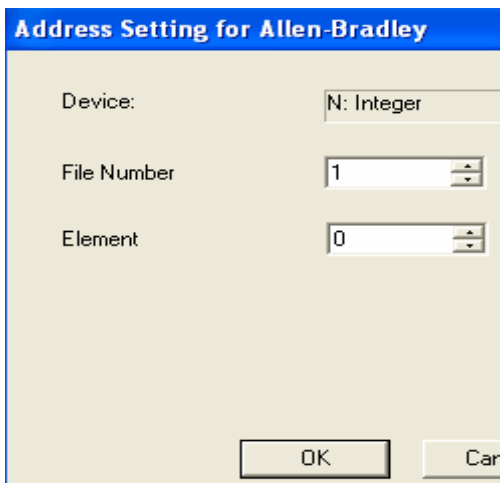 Address Setting for Allen-Bradley
Device: N: Integer
File Number 1
Element 0
OK